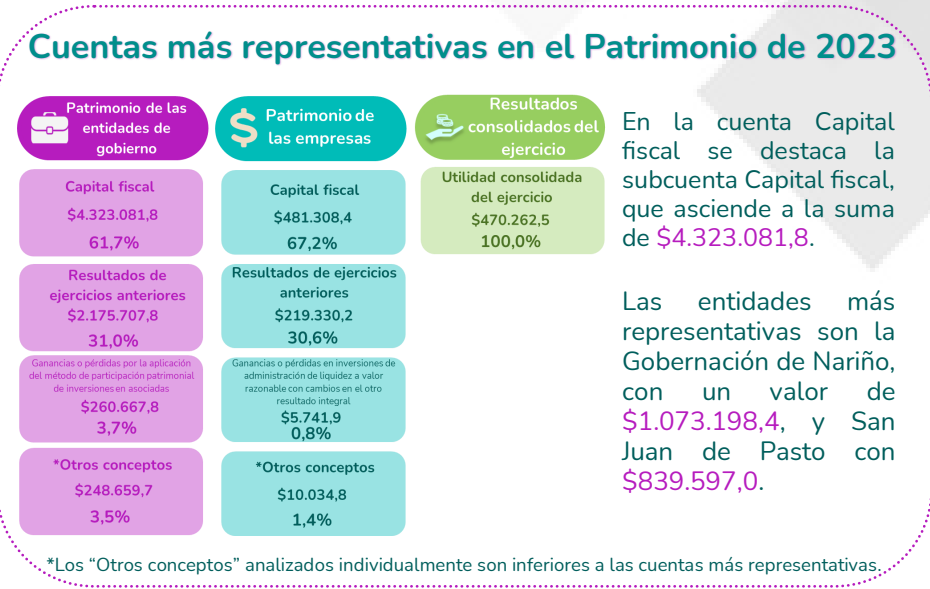 Cuentas más representativas en el Patrimonio de 2023
Patrimonio de las
entidades de
gobierno
Capital fiscal
$4.323.081,8
61,7%
Resultados de
ejercicios anteriores
$2.175.707,8
31,0%
Ganancias o pérdidas por la aplicación
del método de participación patrimonial
de inversiones en asociadas
$260.667,8
3,7%
*Otros conceptos
$248.659,7
3,5%
Patrimonio de
las empresas
Capital fiscal
$481.308,4
67,2%
Resultados de ejercicios
anteriores
$219.330,2
30,6%
Ganancias o pérdidas en inversiones de
administración de liquidez a valor
razonable con cambios en el otro
resultado integral
$5.741,9
0,8%
*Otros conceptos
$10.034,8
1,4%
Resultados
consolidados del
ejercicio
Utilidad consolidada
del ejercicio
$470.262,5
100,0%
En la cuenta Capital
fiscal se destaca la
subcuenta Capital fiscal,
que asciende a la suma
de $4.323.081,8.
Las entidades más
representativas son la
Gobernación de Nariño,
con un valor de
$1.073.198,4, y San
Juan de Pasto con
$839.597,0.
*Los “Otros conceptos” analizados individualmente son inferiores a las cuentas más representativas.